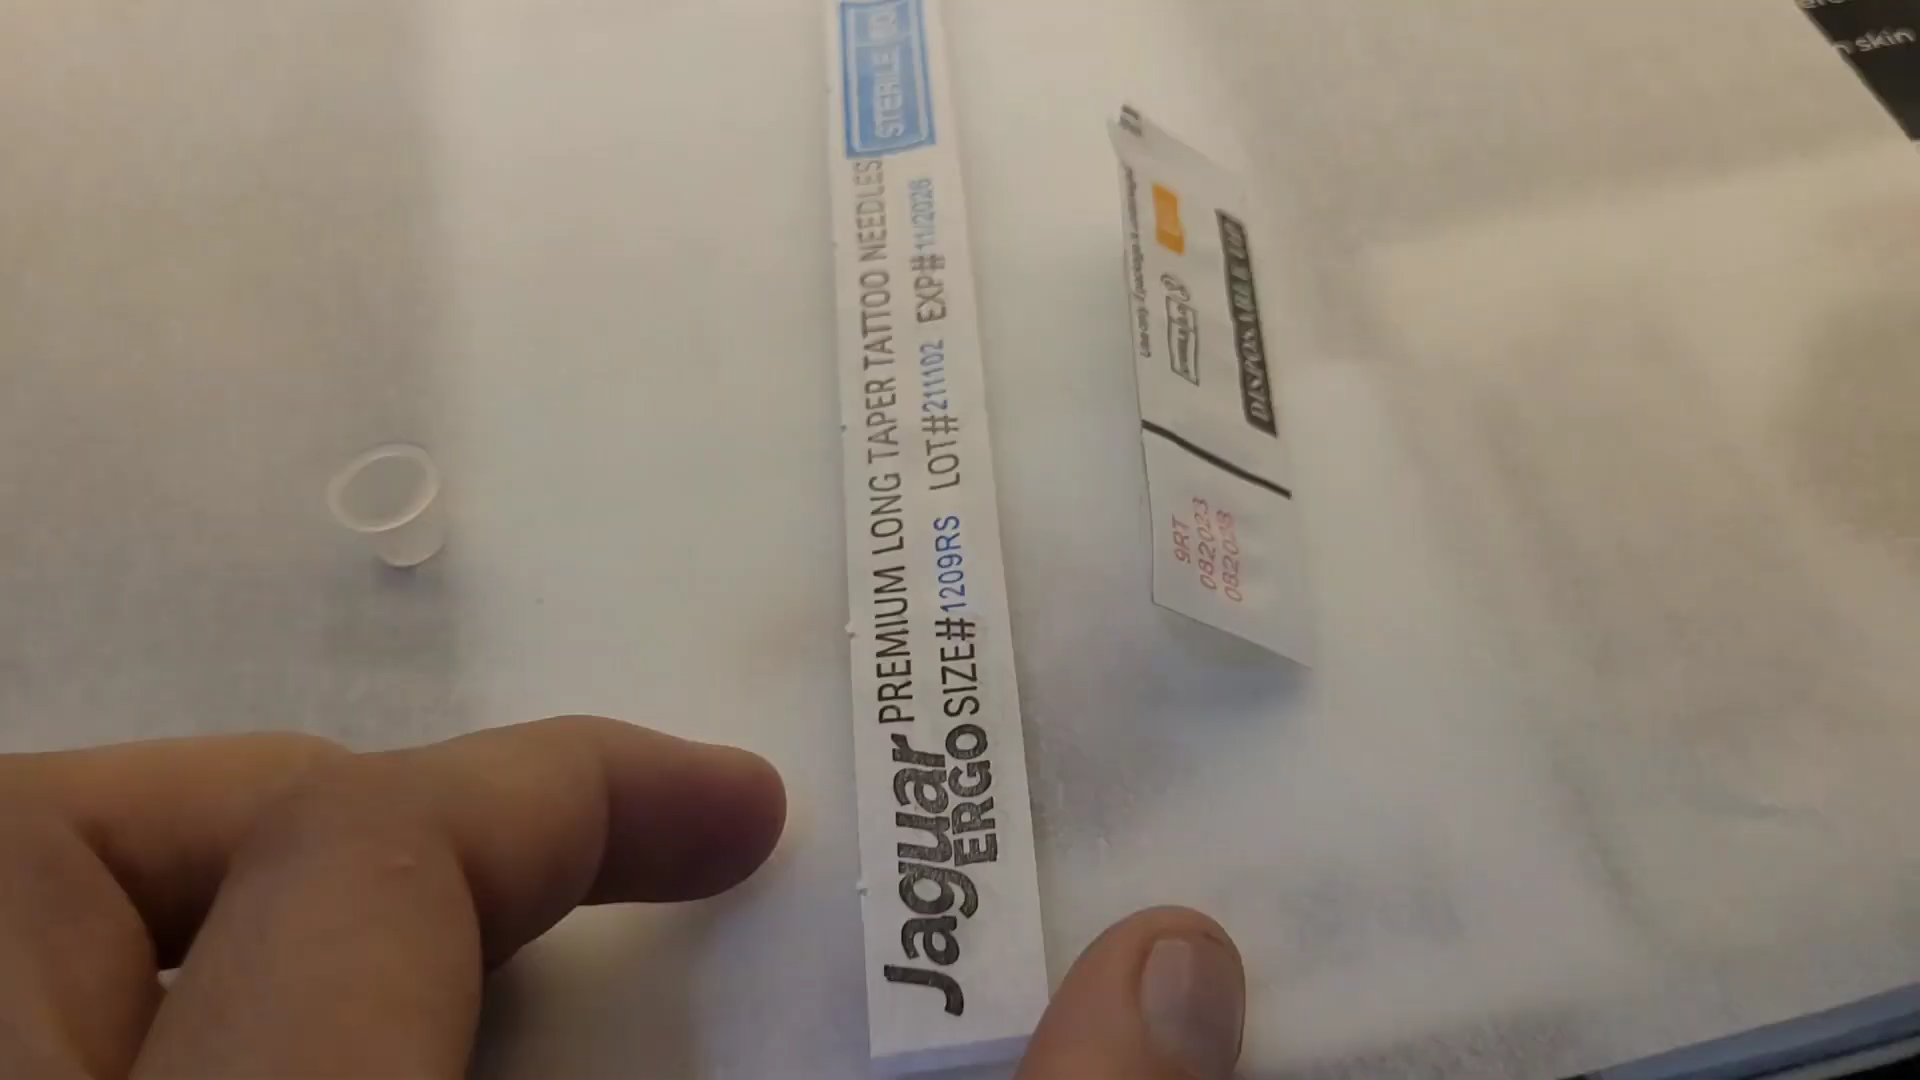 Jaguar PREMIUM LONG TAPER TATTOO NEEDLES
ERGO SIZE#1209RS LOT#211102 EXP#11/2026
STERILE EO
DISPOSABLE
9RT
082023
082028
skin